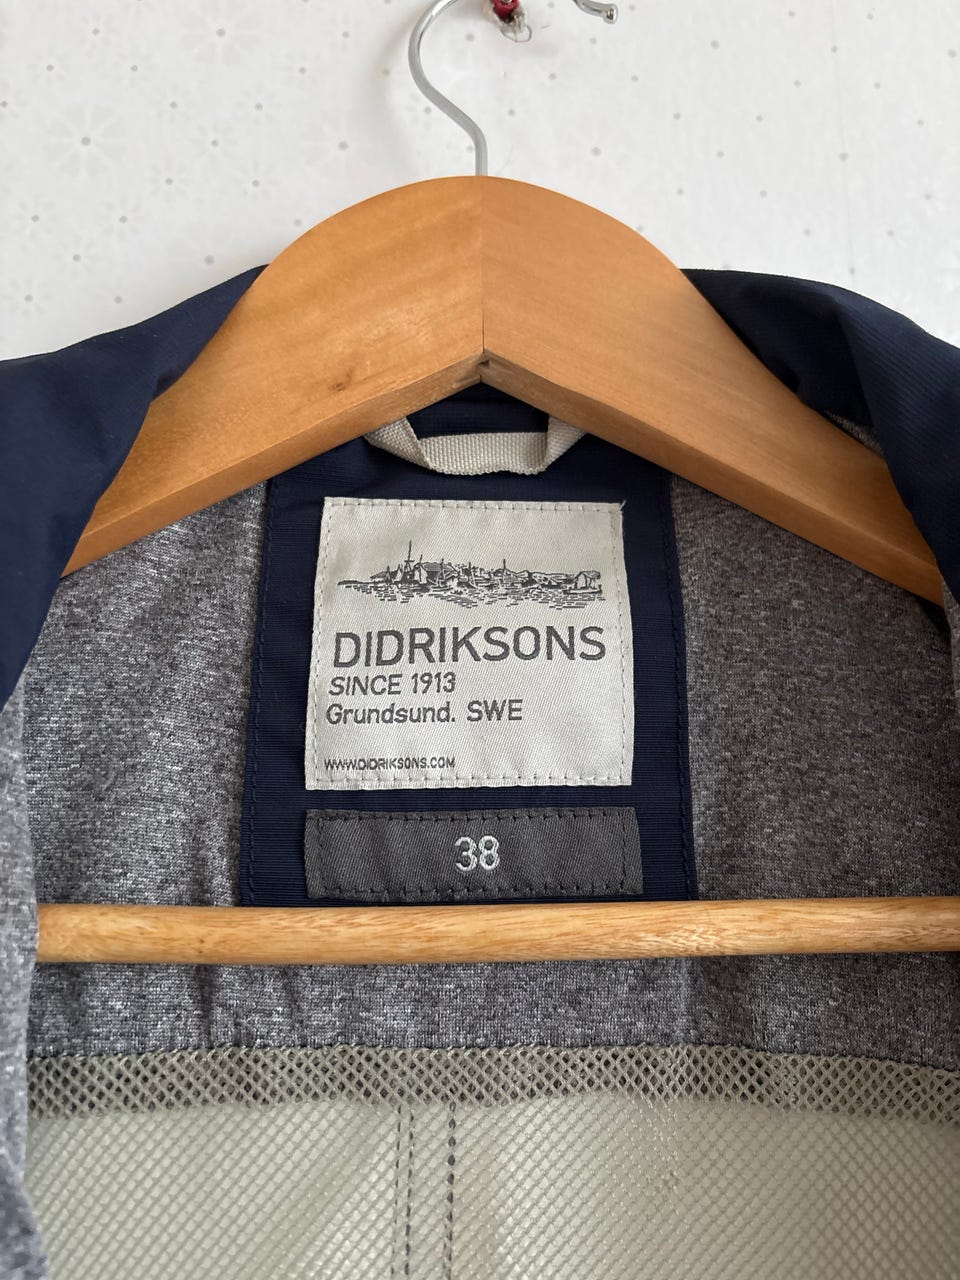 DIDRIKSONS
SINCE 1913
Grundsund. SWE
WWW.DIDRIKSONS.COM
38